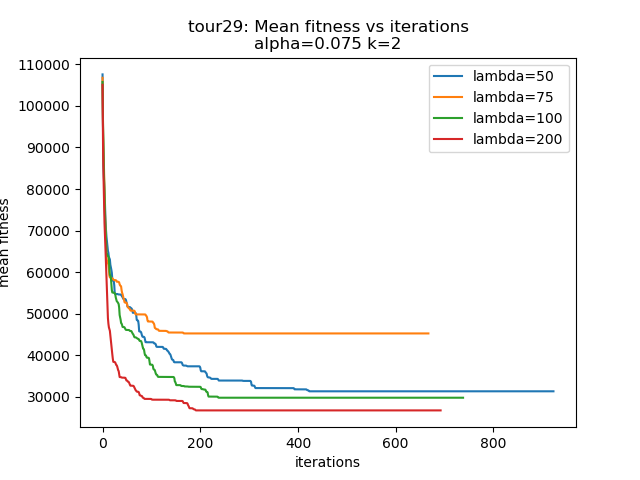 tour29: Mean fitness vs iterations
alpha=0.075 k=2
110000
100000
90000
80000
70000
60000
50000
40000
30000
mean fitness
lambda=50
lambda=75
lambda=100
lambda=200
0
200
400
600
800
iterations